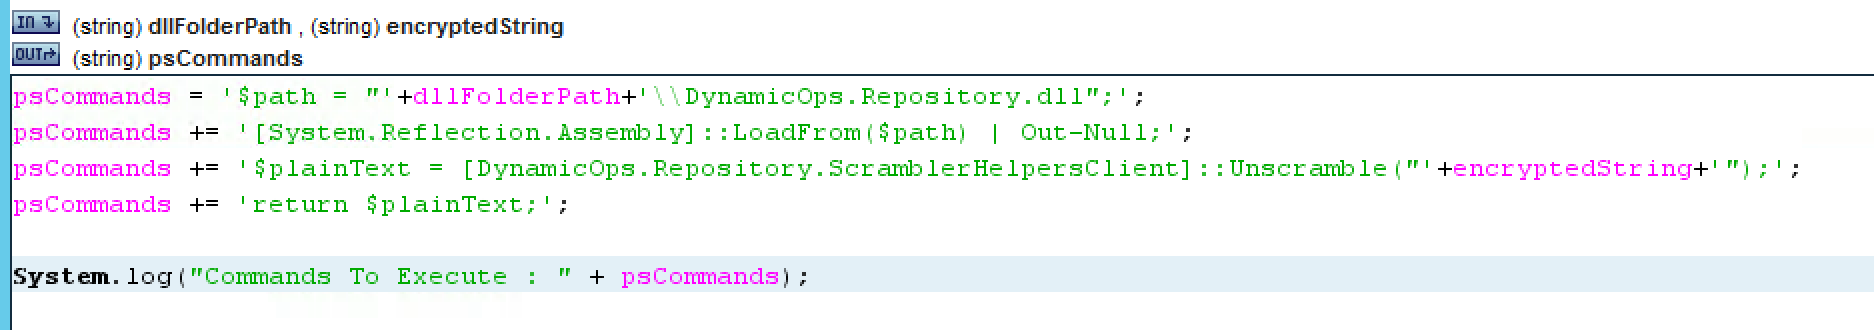 IN (string) dllFolderPath , (string) encryptedString
OUT (string) psCommands
psCommands = '$path = "'+dllFolderPath+'\\DynamicOps.Repository.dll";';
psCommands += '[System.Reflection.Assembly]::LoadFrom($path) | Out-Null;';
psCommands += '$plainText = [DynamicOps.Repository.ScramblerHelpersClient]::Unscramble("'+encryptedString+'");';
psCommands += 'return $plainText;';
System.log("Commands To Execute : " + psCommands);